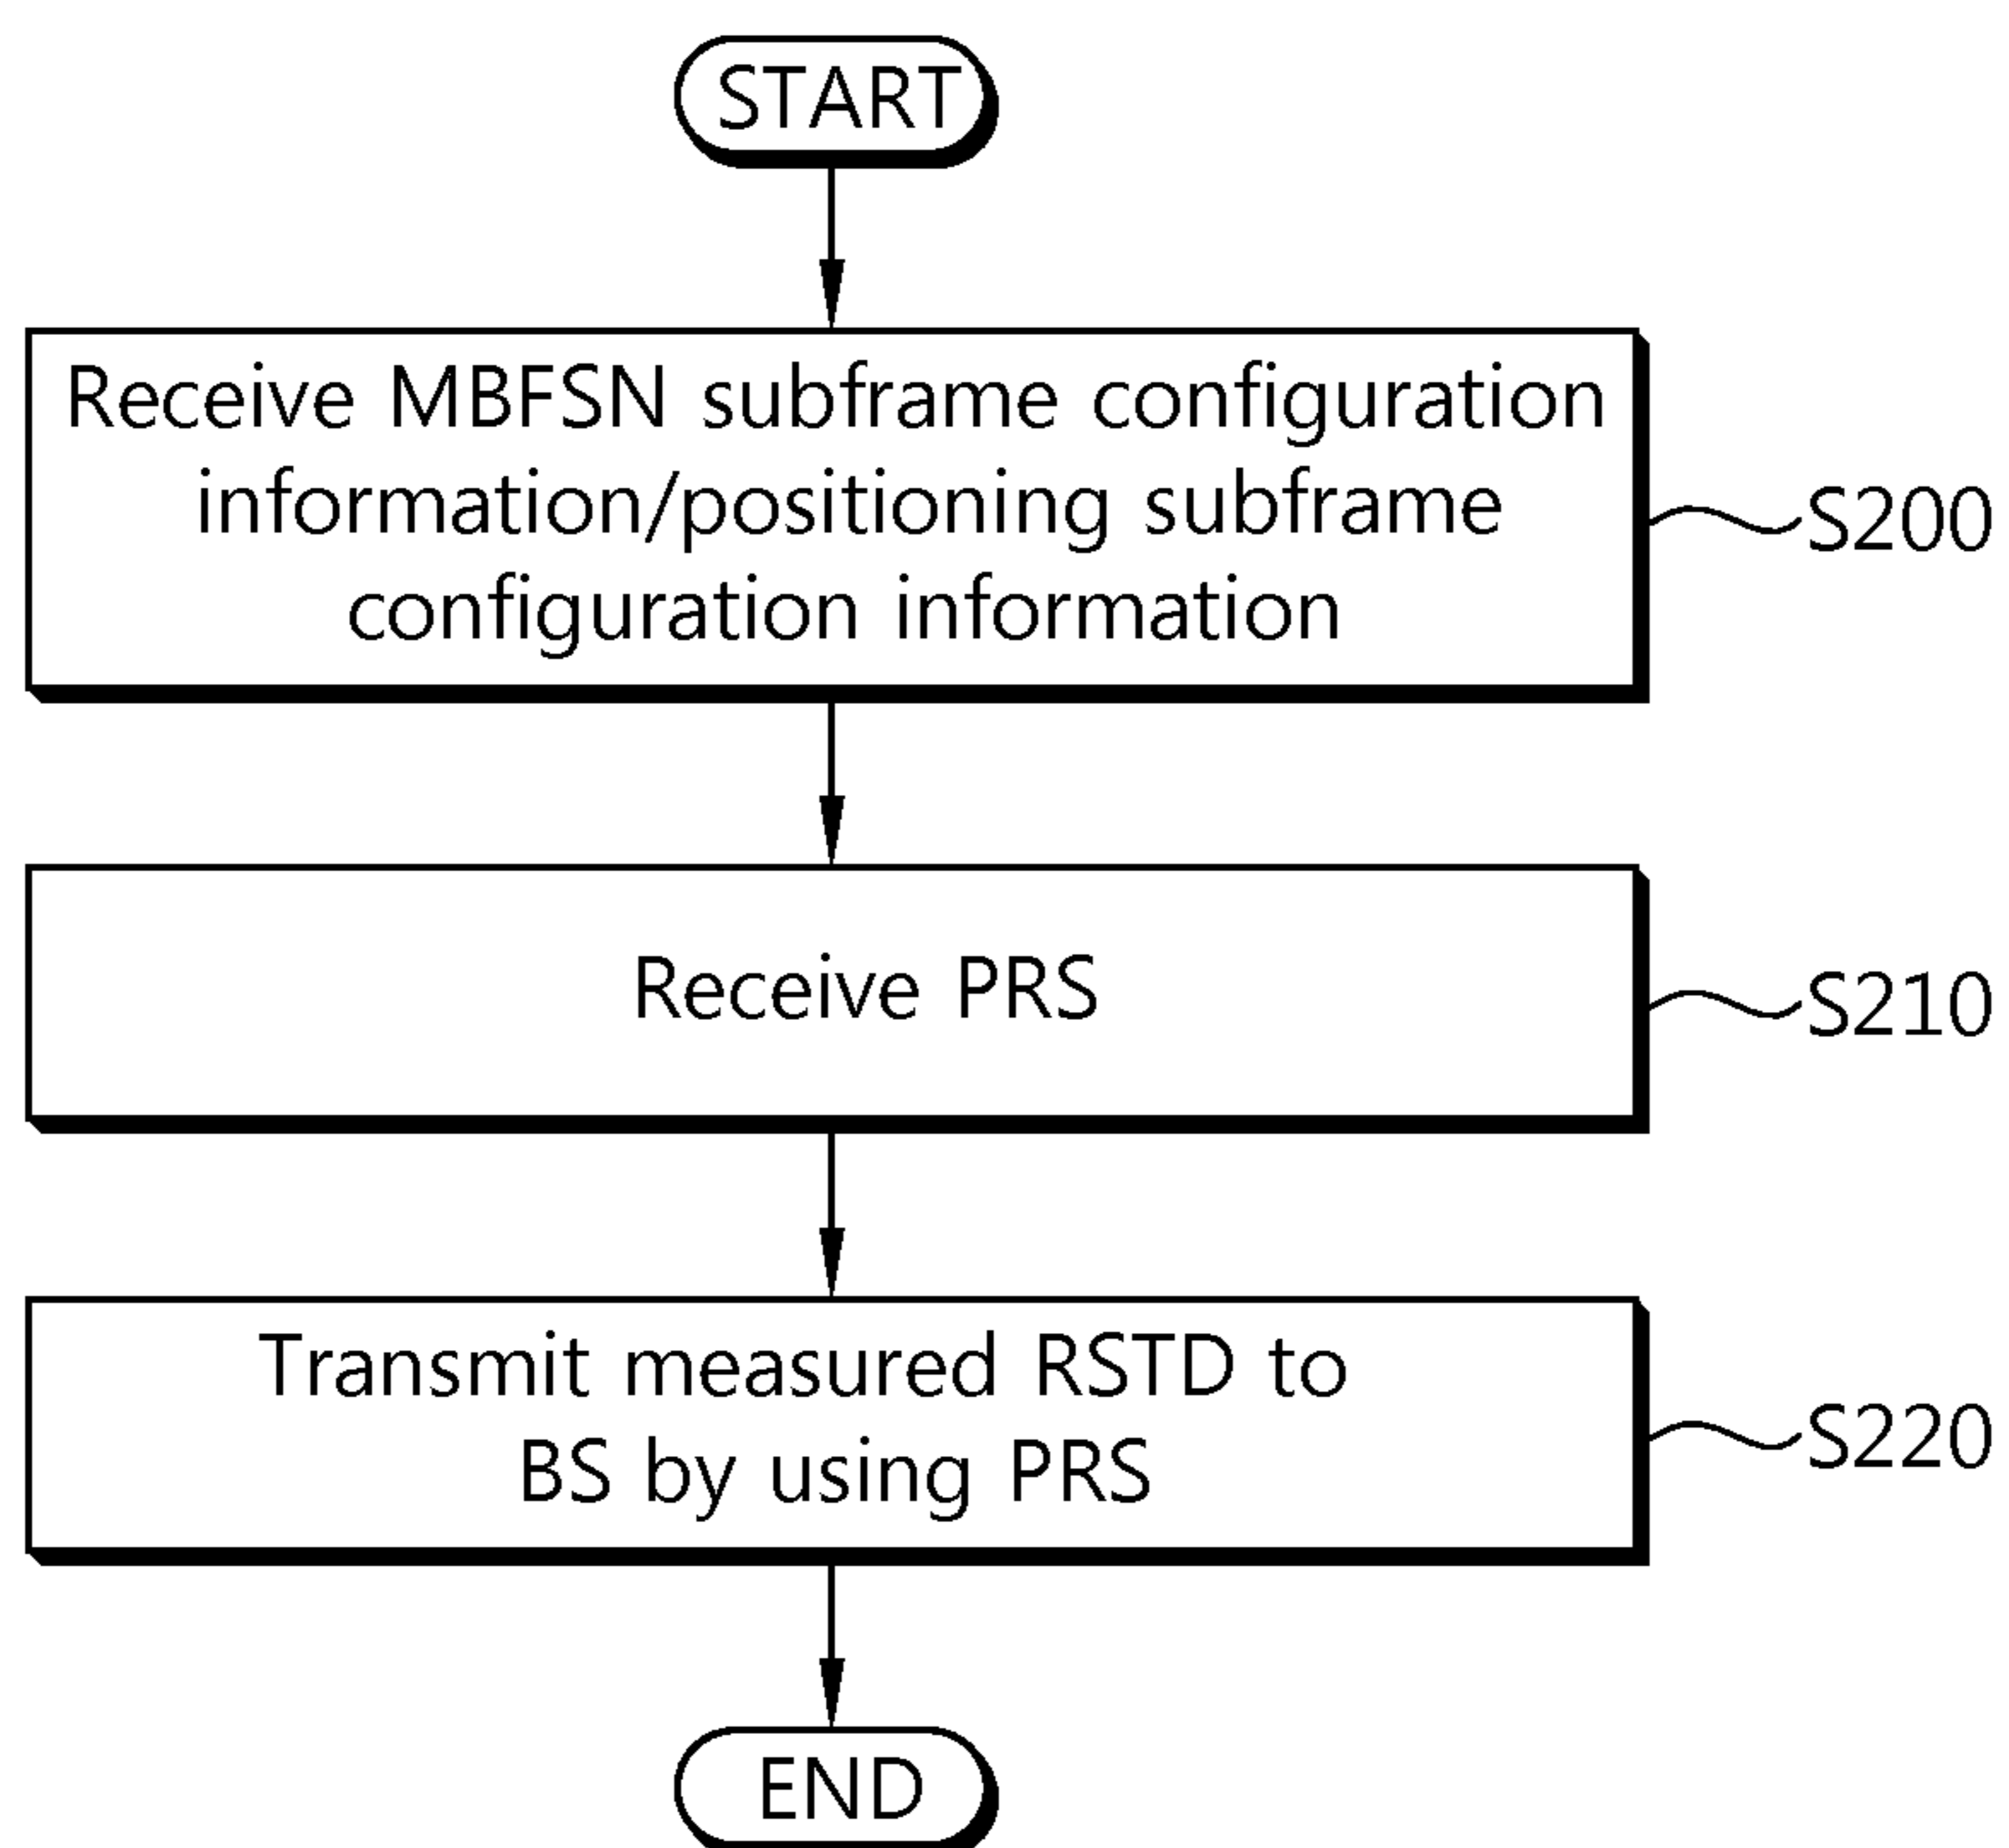 START
Receive MBFSN subframe configuration
information/positioning subframe
configuration information
S200
Receive PRS
S210
Transmit measured RSTD to
BS by using PRS
S220
END